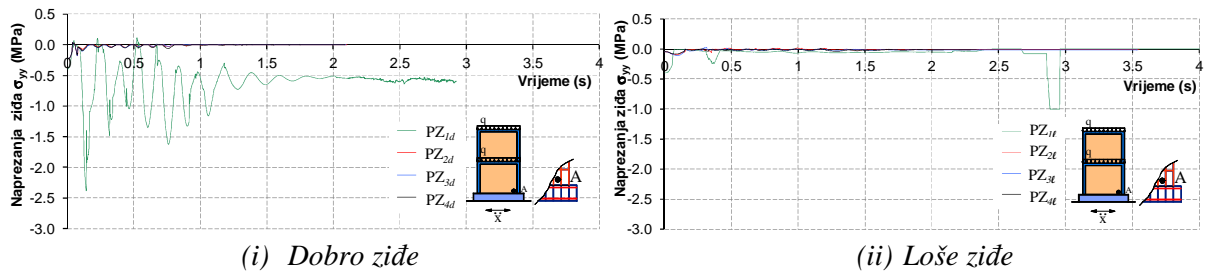 Naprezanja ziđa σyy (MPa)
0.5
0.0
-0.5
-1.0
-1.5
-2.0
-2.5
-3.0
0 0.5 1 1.5 2 2.5 3 3.5 4
Vrijeme (s)
PZ1d
PZ2d
PZ3d
PZ4d
q
q
A
ẍ
A
(i) Dobro ziđe
Naprezanja ziđa σyy (MPa)
0.5
0.0
-0.5
-1.0
-1.5
-2.0
-2.5
-3.0
0 0.5 1 1.5 2 2.5 3 3.5 4
Vrijeme (s)
PZ1ℓ
PZ2ℓ
PZ3ℓ
PZ4ℓ
q
q
A
ẍ
A
(ii) Loše ziđe